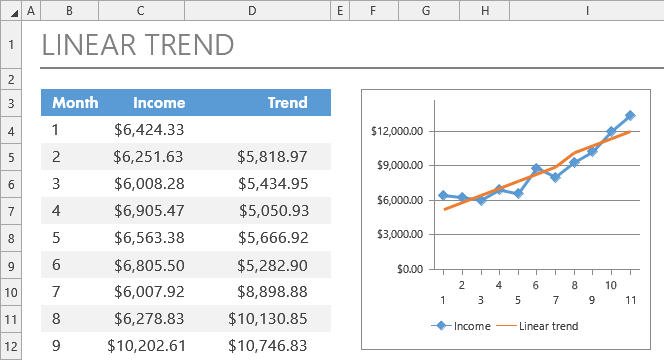 A B C D E F G H I
1 LINEAR TREND
2
3 Month Income Trend
4 1 $6,424.33
5 2 $6,251.63 $5,818.97
6 3 $6,008.28 $5,434.95
7 4 $6,905.47 $5,050.93
8 5 $6,563.38 $5,666.92
9 6 $6,805.50 $5,282.90
10 7 $6,007.92 $8,898.88
11 8 $6,278.83 $10,130.85
12 9 $10,202.61 $10,746.83
$12,000.00
$9,000.00
$6,000.00
$3,000.00
$0.00
2 4 6 8 10
1 3 5 7 9 11
Income Linear trend